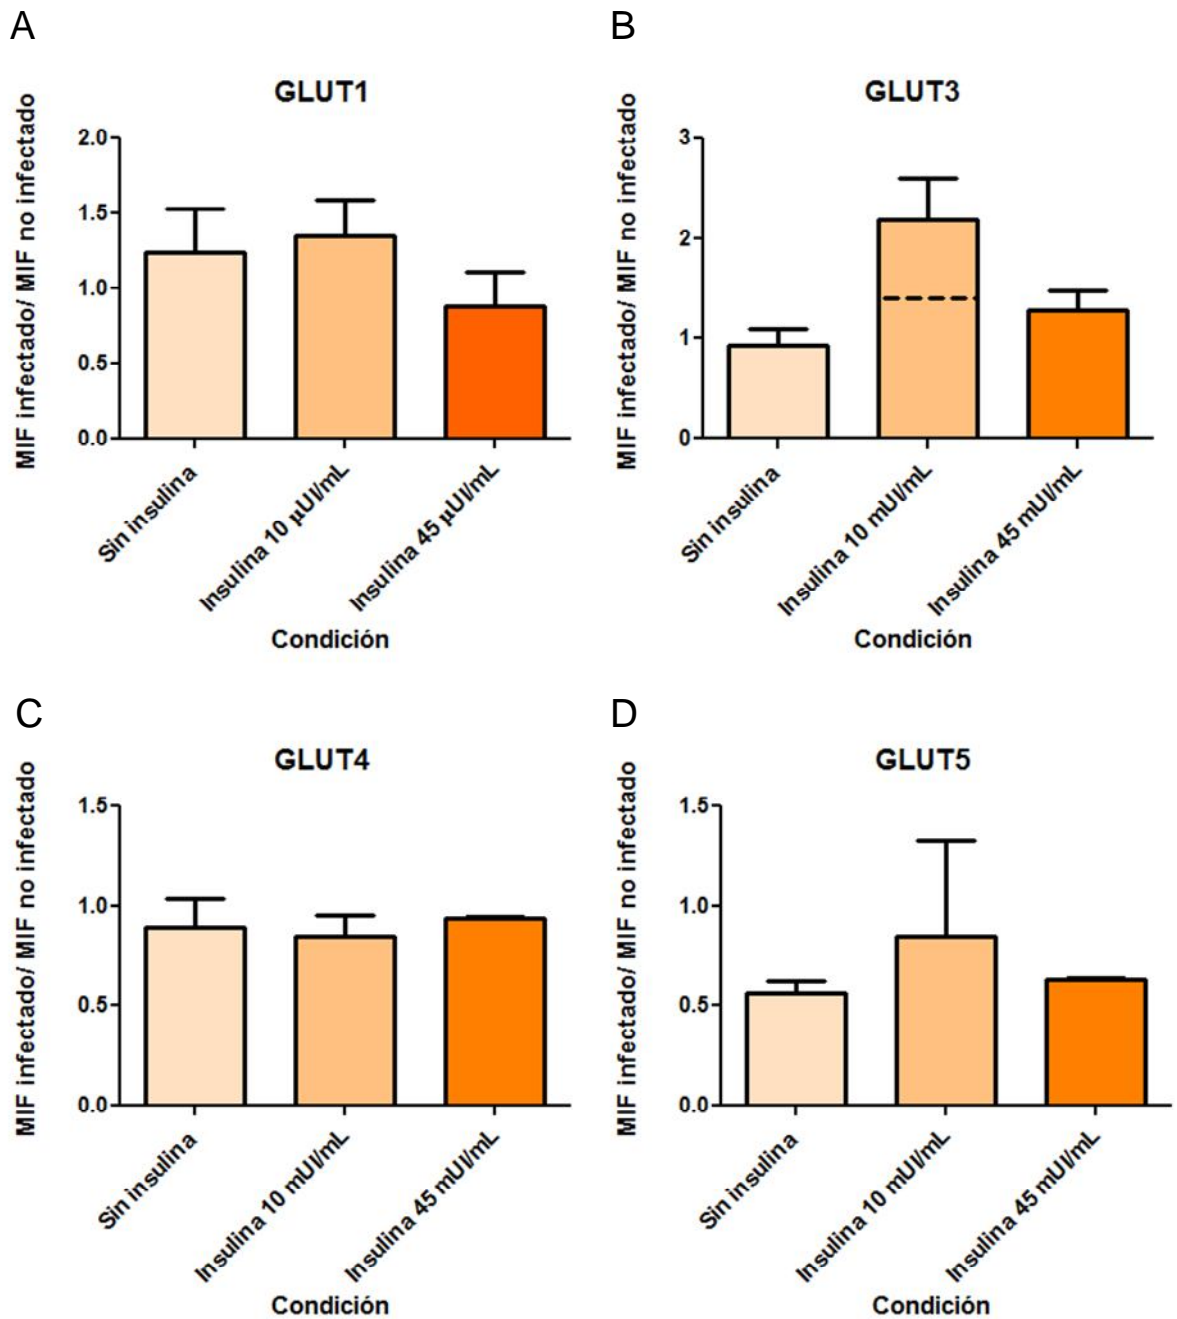 A
GLUT1
MIF infectado/ MIF no infectado
2.0
1.5
1.0
0.5
0.0
Sin insulina
Insulina 10 µUI/mL
Insulina 45 µUI/mL
Condición
B
GLUT3
MIF infectado/ MIF no infectado
3
2
1
0
Sin insulina
Insulina 10 mUI/mL
Insulina 45 mUI/mL
Condición
C
GLUT4
MIF infectado/ MIF no infectado
1.5
1.0
0.5
0.0
Sin insulina
Insulina 10 mUI/mL
Insulina 45 mUI/mL
Condición
D
GLUT5
MIF infectado/ MIF no infectado
1.5
1.0
0.5
0.0
Sin insulina
Insulina 10 mUI/mL
Insulina 45 mUI/mL
Condición